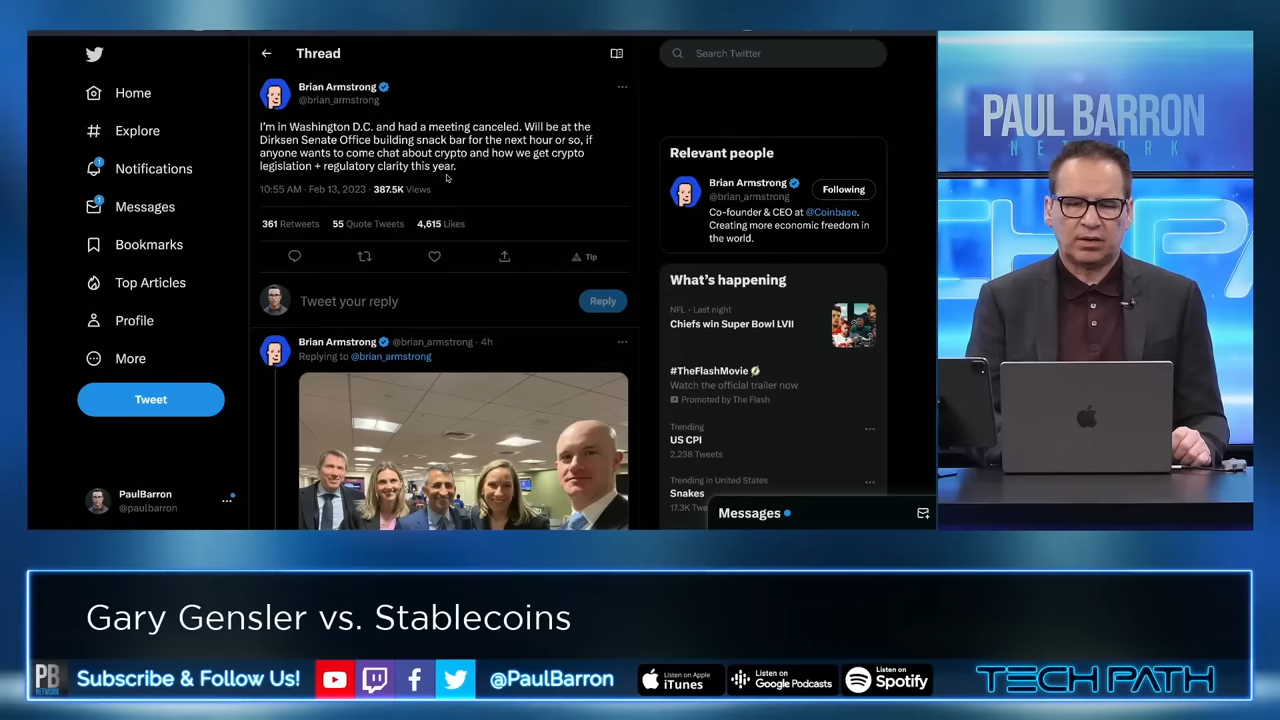 Home
Explore
Notifications
1
Messages
1
Bookmarks
Top Articles
Profile
More
Tweet
PaulBarron
@paulbarron
Thread
Brian Armstrong
@brian_armstrong
I'm in Washington D.C. and had a meeting canceled. Will be at the
Dirksen Senate Office building snack bar for the next hour or so, if
anyone wants to come chat about crypto and how we get crypto
legislation + regulatory clarity this year.
10:55 AM · Feb 13, 2023 387.5K Views
361 Retweets 55 Quote Tweets 4,615 Likes
Tip
Tweet your reply
Reply
Brian Armstrong @brian_armstrong · 4h
Replying to @brian_armstrong
Search Twitter
Relevant people
Brian Armstrong
@brian_armstrong
Following
Co-founder & CEO at @Coinbase.
Creating more economic freedom in
the world.
What's happening
NFL · Last night
Chiefs win Super Bowl LVII
#TheFlashMovie
Watch the official trailer now
Promoted by The Flash
Trending
US CPI
2,238 Tweets
Trending in United States
Snakes
17.3K Twe
Messages
PAUL BARRON
NETWORK
Gary Gensler vs. Stablecoins
PB
NETWORK
Subscribe & Follow Us!
@PaulBarron
Listen on Apple
iTunes
Listen on
Google Podcasts
Listen on
Spotify
TECH PATH